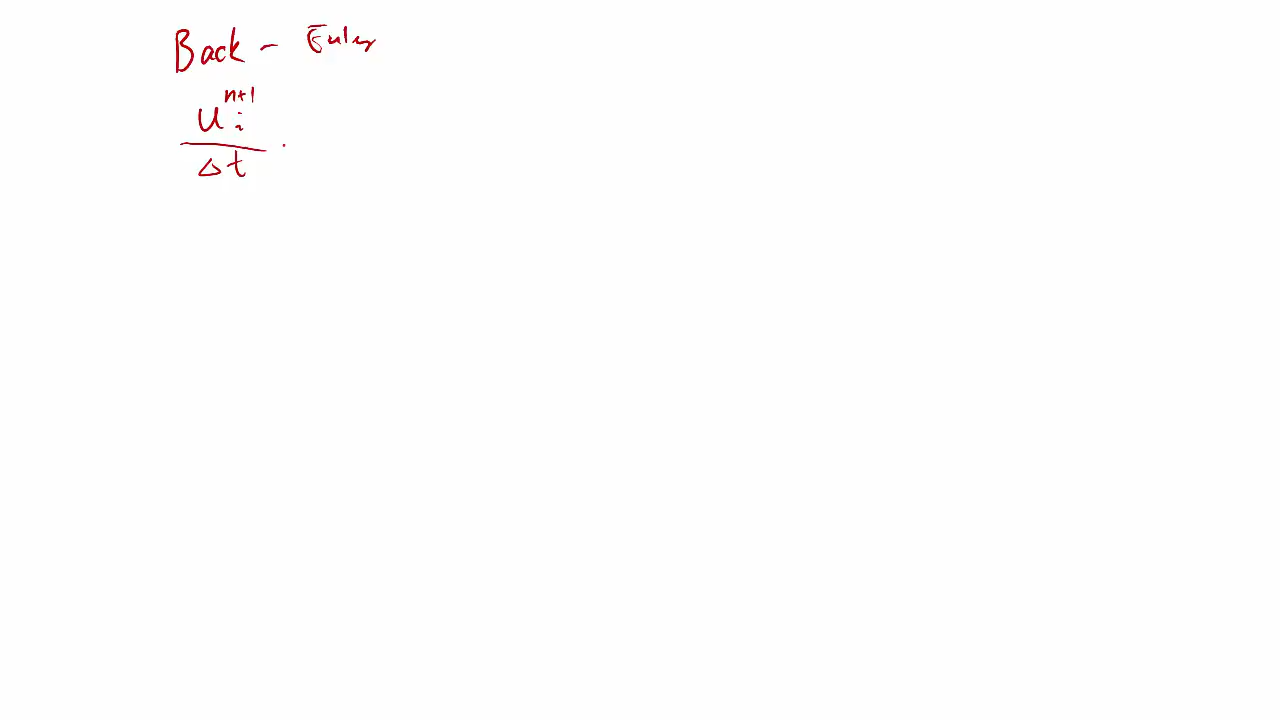 Back - Euler
u_i^{n+1}
Δt